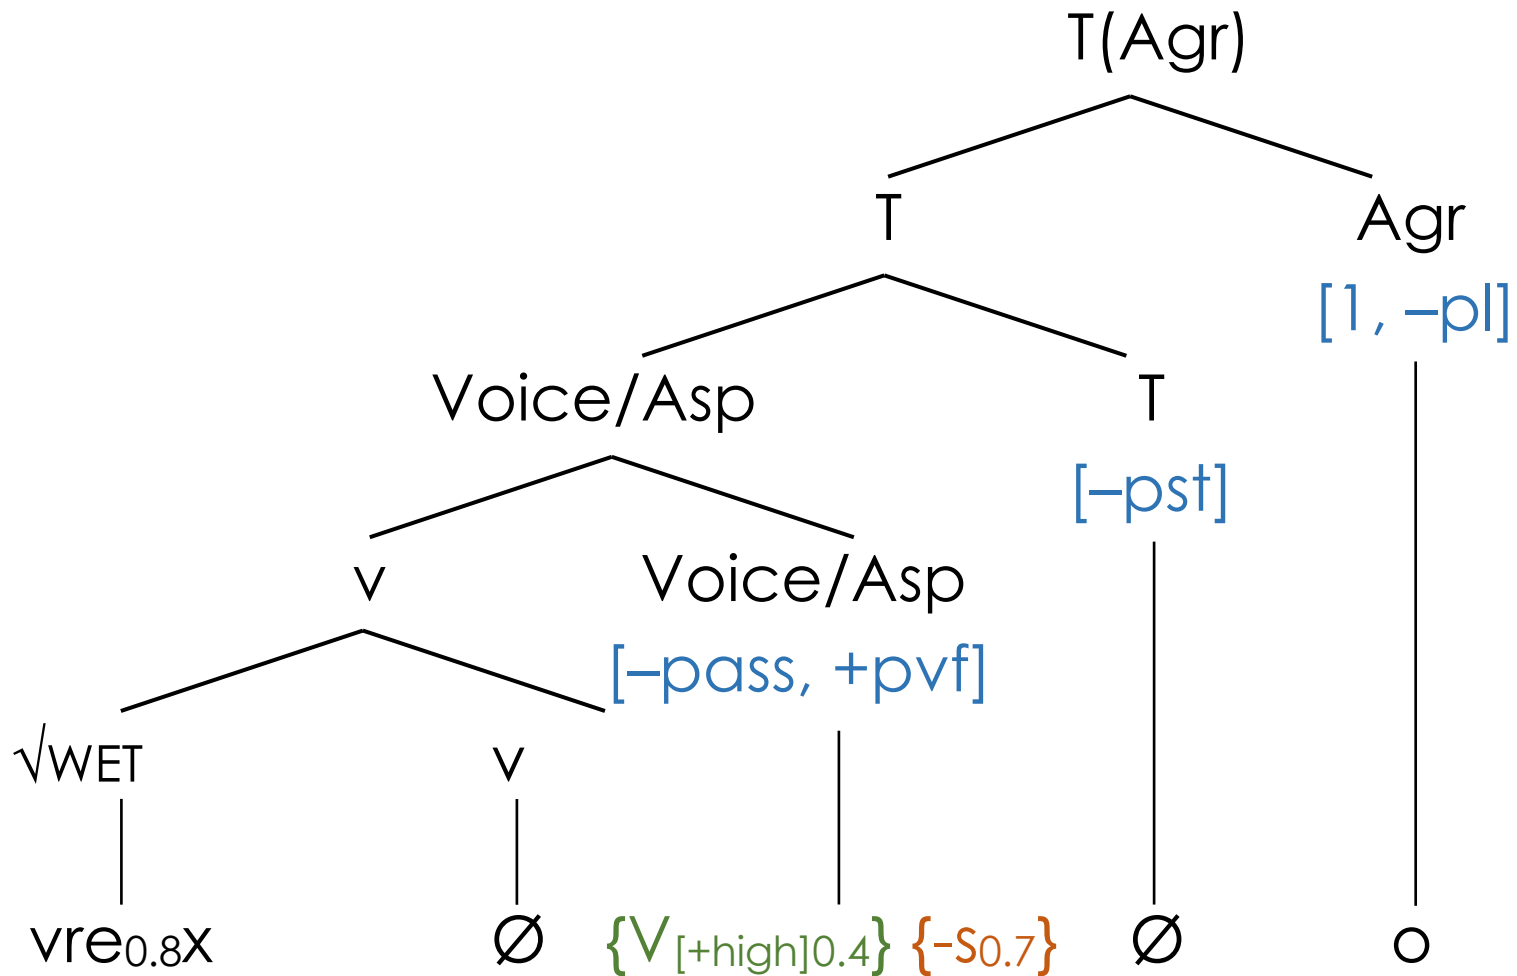 T(Agr)
T Agr
[1, –pl]
Voice/Asp T
[–pst]
v Voice/Asp
[–pass, +pvf]
√WET v
vre0.8x Ø {V[+high]0.4} {-s0.7} Ø o